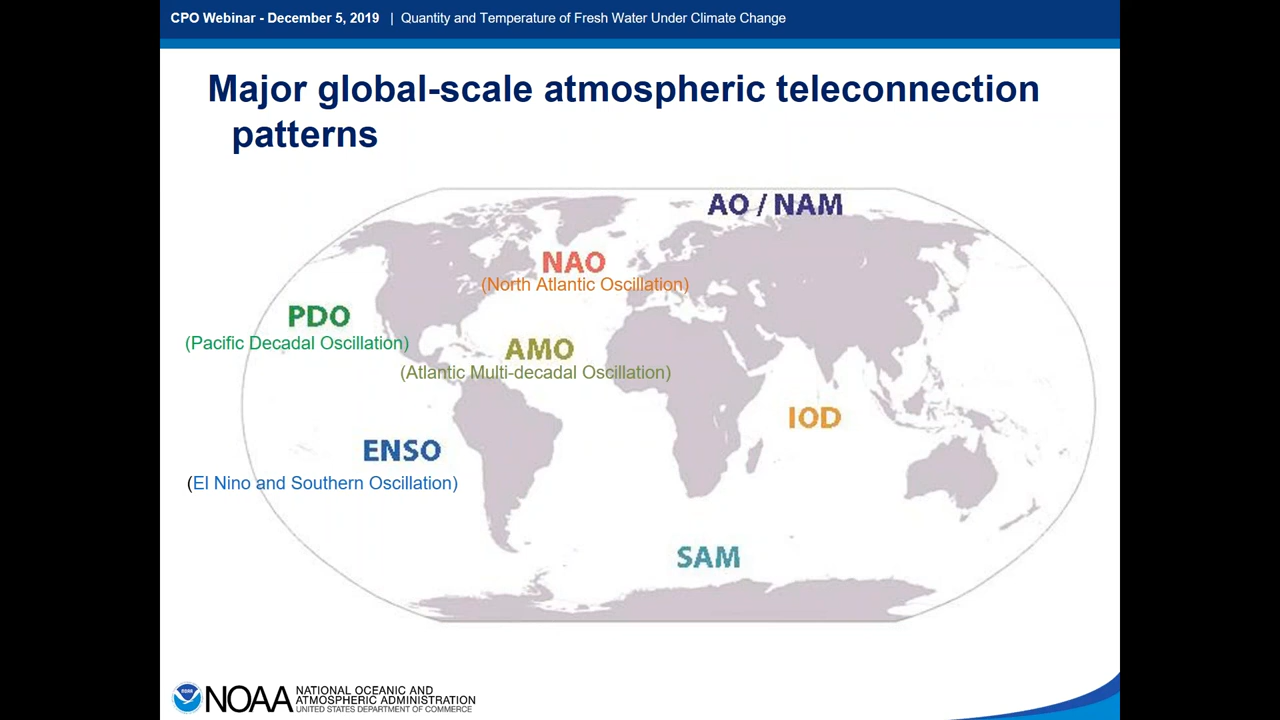 CPO Webinar - December 5, 2019 | Quantity and Temperature of Fresh Water Under Climate Change
Major global-scale atmospheric teleconnection
patterns
AO / NAM
NAO
(North Atlantic Oscillation)
PDO
(Pacific Decadal Oscillation)
AMO
(Atlantic Multi-decadal Oscillation)
IOD
ENSO
(El Nino and Southern Oscillation)
SAM
NOAA
NATIONAL OCEANIC AND
ATMOSPHERIC ADMINISTRATION
UNITED STATES DEPARTMENT OF COMMERCE